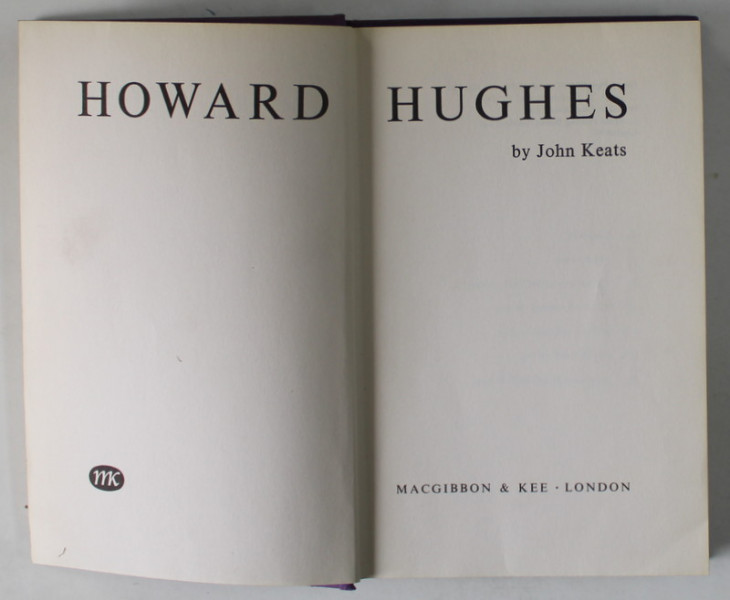 HOWARD HUGHES
by John Keats
MK
MACGIBBON & KEE · LONDON